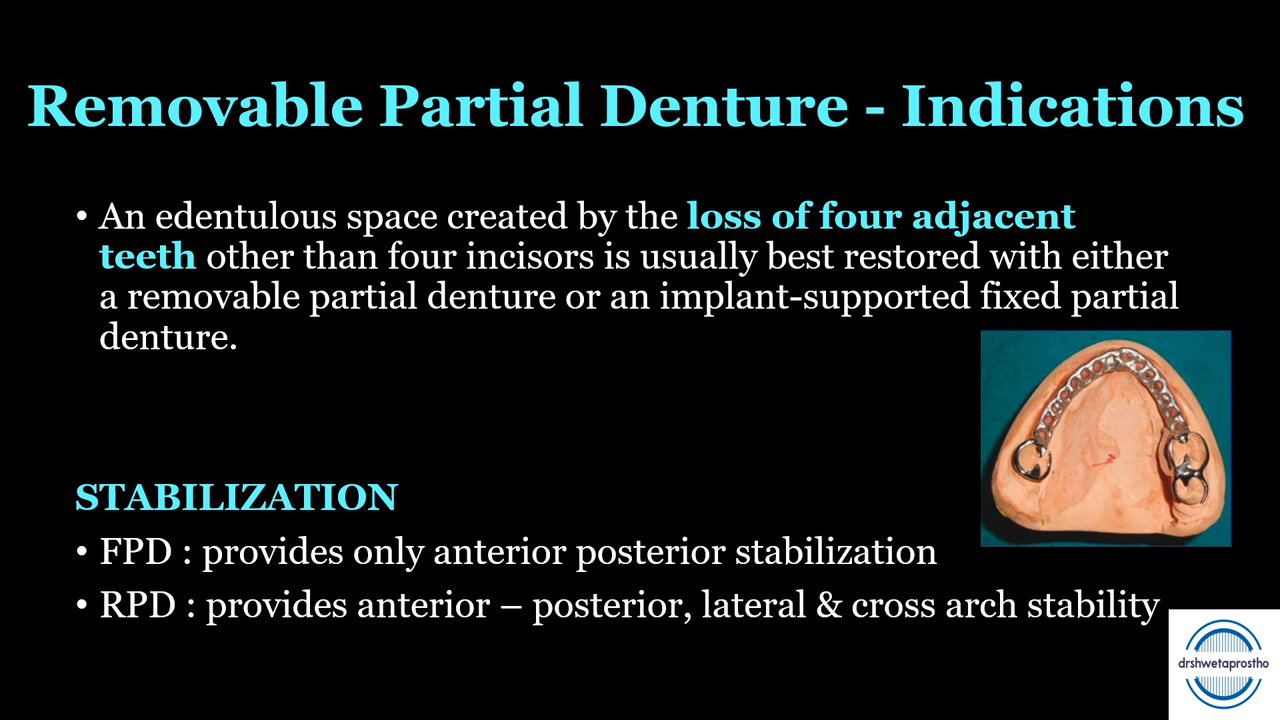 Removable Partial Denture - Indications
• An edentulous space created by the loss of four adjacent
teeth other than four incisors is usually best restored with either
a removable partial denture or an implant-supported fixed partial
denture.
STABILIZATION
• FPD : provides only anterior posterior stabilization
• RPD : provides anterior – posterior, lateral & cross arch stability
drshwetaprostho